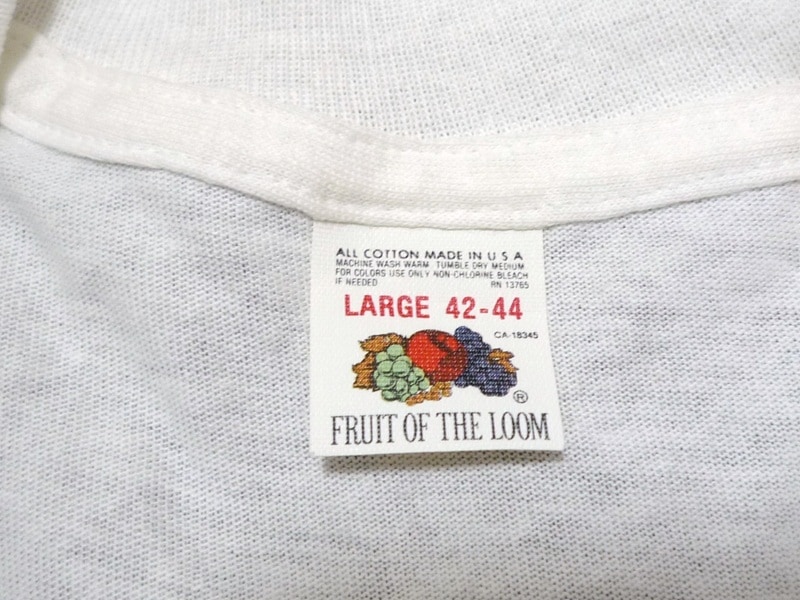 ALL COTTON MADE IN U S A
MACHINE WASH WARM TUMBLE DRY MEDIUM
FOR COLORS USE ONLY NON-CHLORINE BLEACH
IF NEEDED RN 13765
LARGE 42-44
CA-18345
®
FRUIT OF THE LOOM